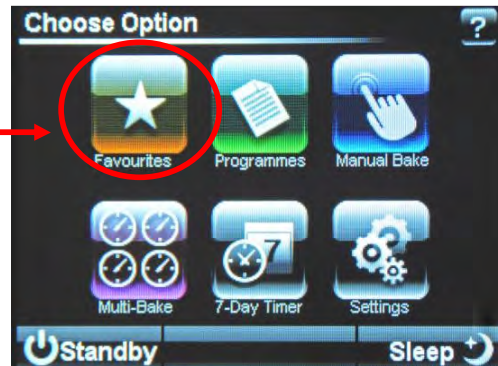 Choose Option ?
Favourites Programmes Manual Bake
7
Multi-Bake 7-Day Timer Settings
Standby Sleep